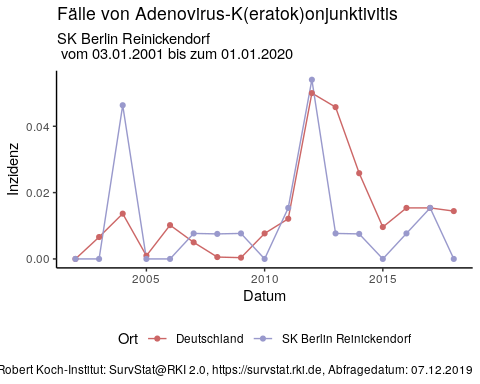 Fälle von Adenovirus-K(eratok)onjunktivitis
SK Berlin Reinickendorf
vom 03.01.2001 bis zum 01.01.2020
Inzidenz
0.04
0.02
0.00
2005 2010 2015
Datum
Ort Deutschland SK Berlin Reinickendorf
Robert Koch-Institut: SurvStat@RKI 2.0, https://survstat.rki.de, Abfragedatum: 07.12.2019